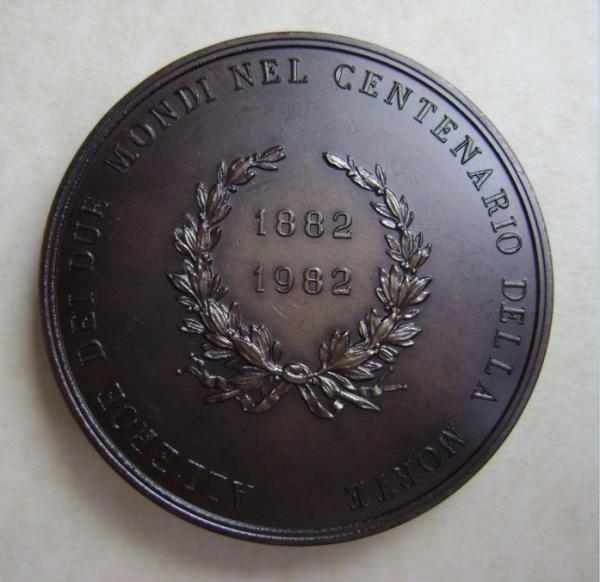 ALL'EROE DEI DUE MONDI NEL CENTENARIO DELLA MORTE
1882
1982